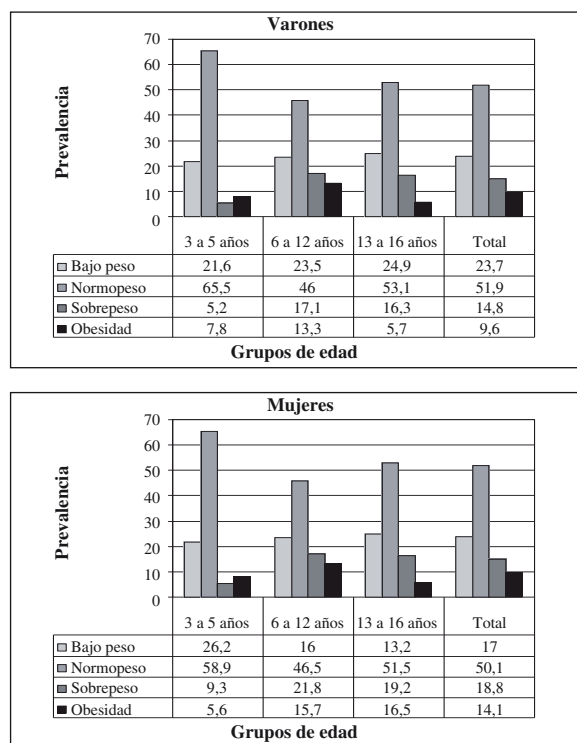 Varones
70
60
50
40
30
20
10
0
Prevalencia
3 a 5 años 6 a 12 años 13 a 16 años Total
Bajo peso 21,6 23,5 24,9 23,7
Normopeso 65,5 46 53,1 51,9
Sobrepeso 5,2 17,1 16,3 14,8
Obesidad 7,8 13,3 5,7 9,6
Grupos de edad
Mujeres
70
60
50
40
30
20
10
0
Prevalencia
3 a 5 años 6 a 12 años 13 a 16 años Total
Bajo peso 26,2 16 13,2 17
Normopeso 58,9 46,5 51,5 50,1
Sobrepeso 9,3 21,8 19,2 18,8
Obesidad 5,6 15,7 16,5 14,1
Grupos de edad